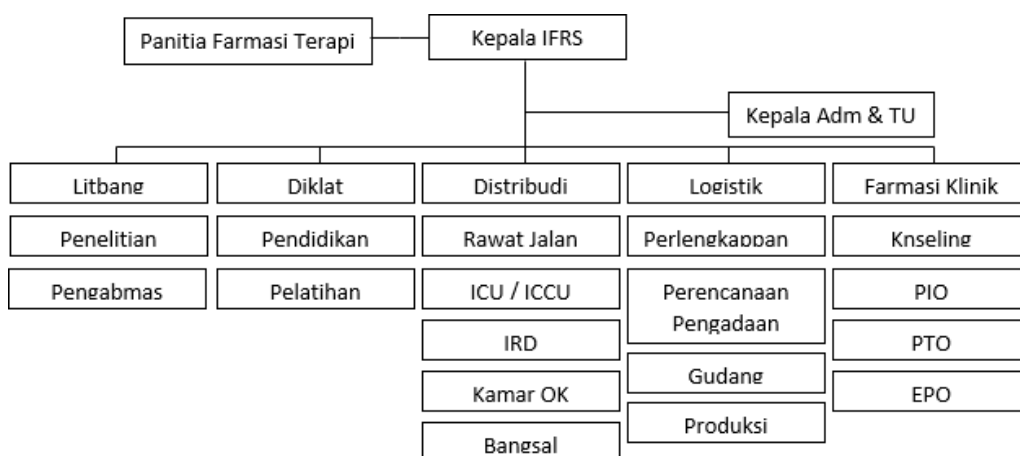 Panitia Farmasi Terapi
Kepala IFRS
Kepala Adm & TU
Litbang
Diklat
Distribudi
Logistik
Farmasi Klinik
Penelitian
Pendidikan
Rawat Jalan
Perlengkappan
Knseling
Pengabmas
Pelatihan
ICU / ICCU
Perencanaan
Pengadaan
PIO
IRD
PTO
Gudang
Kamar OK
EPO
Produksi
Bangsal